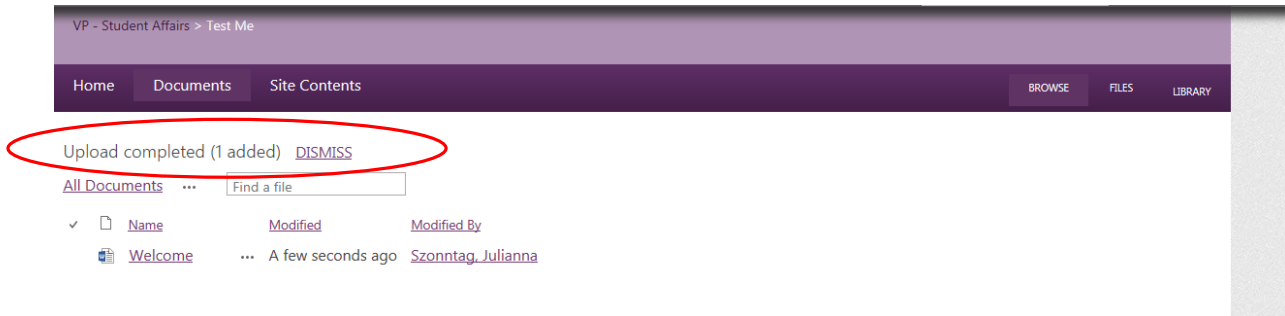 VP - Student Affairs > Test Me
Home Documents Site Contents BROWSE FILES LIBRARY
Upload completed (1 added) DISMISS
All Documents ... Find a file
Name Modified Modified By
Welcome ... A few seconds ago Szonntag, Julianna